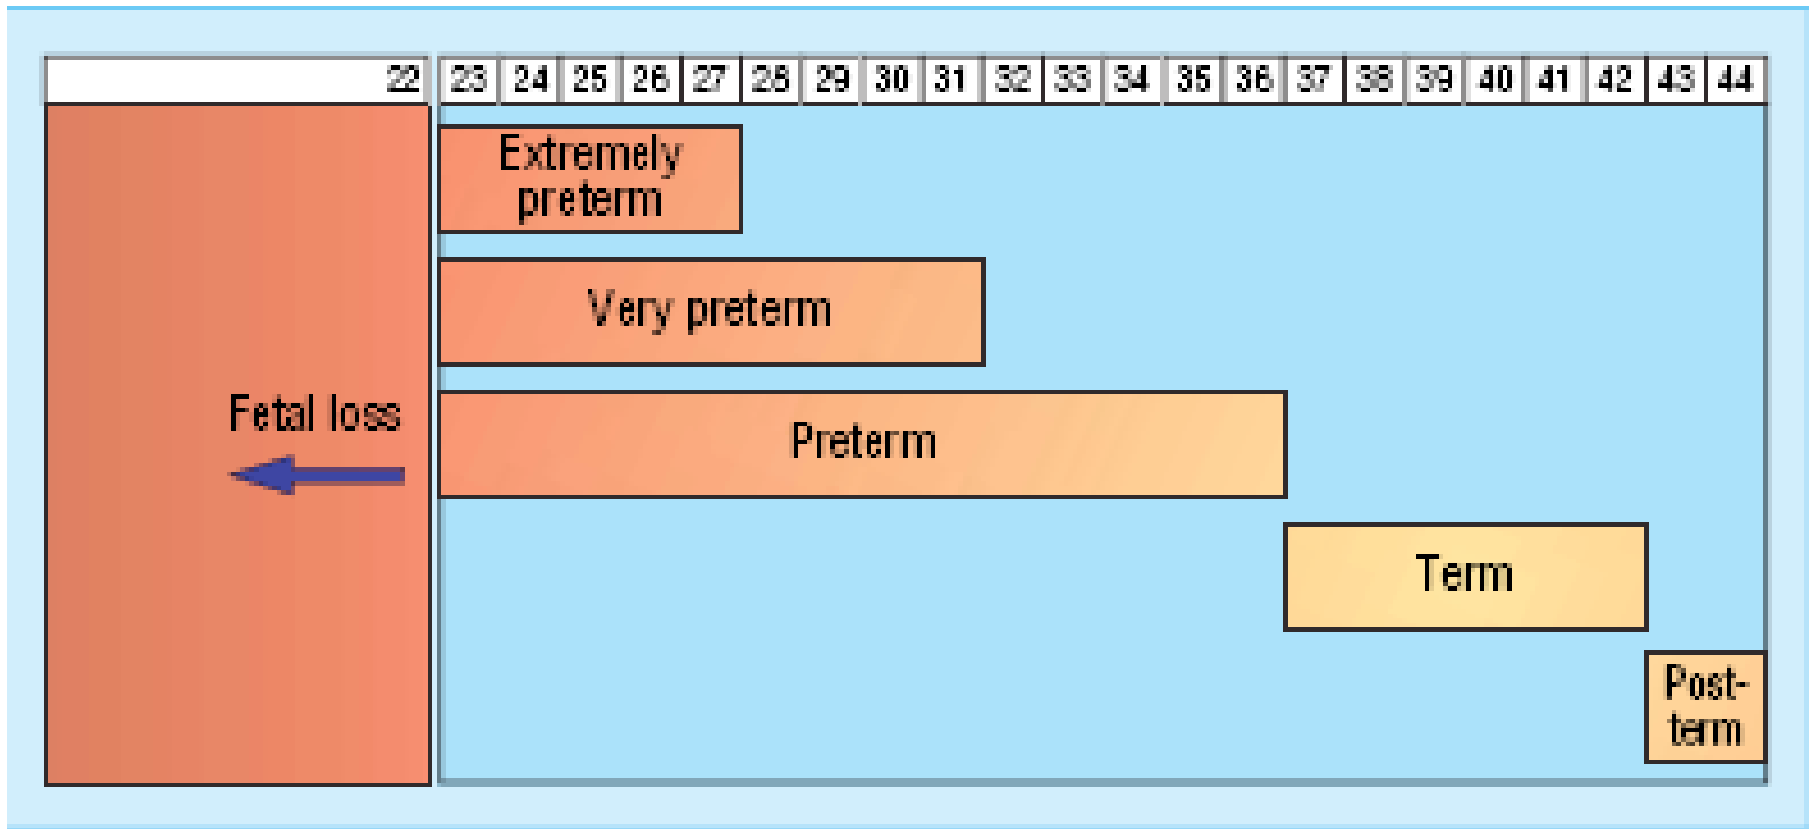 22 23 24 25 26 27 28 29 30 31 32 33 34 35 36 37 38 39 40 41 42 43 44
Extremely
preterm
Very preterm
Fetal loss
Preterm
Term
Post-
term